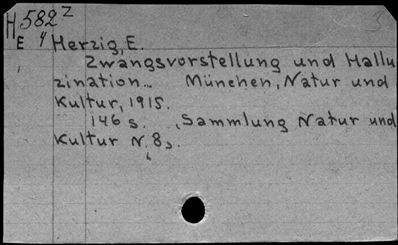 H 582 z
E 4 Herzig, E.
Zwangsvorstellung und Hallu
zination.. München, Natur und
Kultur, 1915.
146 s. , Sammlung Natur und
Kultur N. 8.